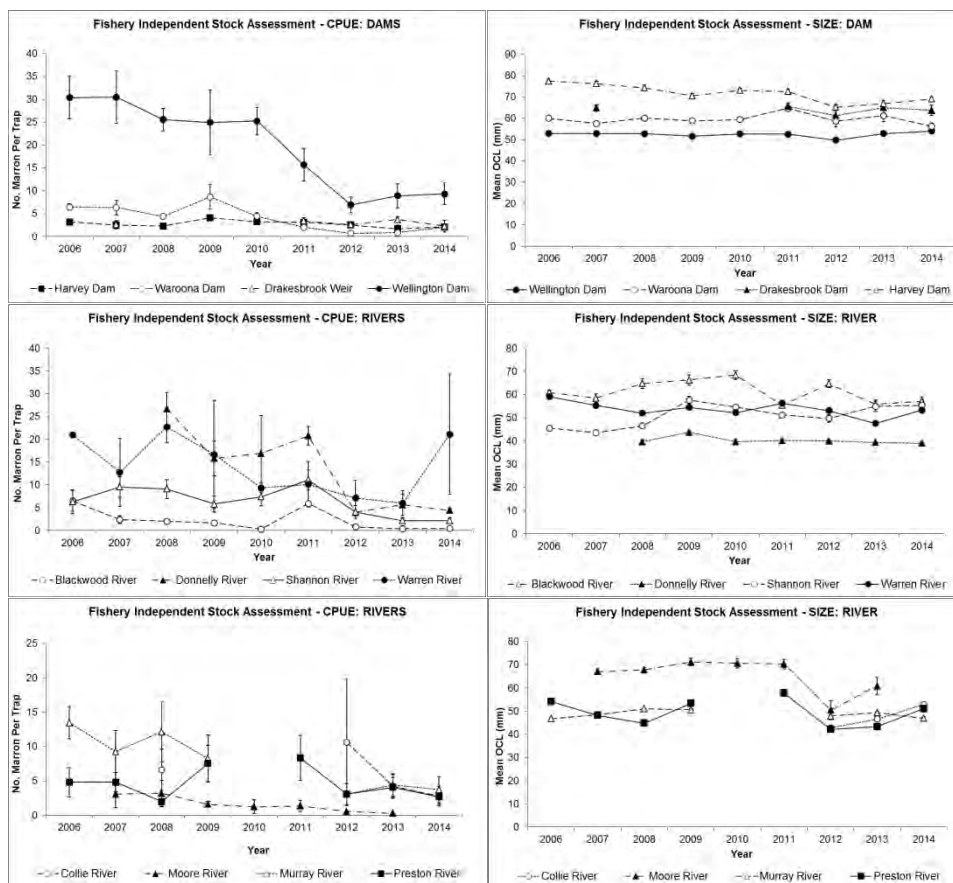 Fishery Independent Stock Assessment - CPUE: DAMS
No. Marron Per Trap
40
35
30
25
20
15
10
5
0
2006 2007 2008 2009 2010 2011 2012 2013 2014
Year
Harvey Dam Waroona Dam Drakesbrook Weir Wellington Dam
Fishery Independent Stock Assessment - SIZE: DAM
Mean OCL (mm)
90
80
70
60
50
40
30
20
10
0
2006 2007 2008 2009 2010 2011 2012 2013 2014
Year
Wellington Dam Waroona Dam Drakesbrook Dam Harvey Dam
Fishery Independent Stock Assessment - CPUE: RIVERS
No. Marron Per Trap
40
35
30
25
20
15
10
5
0
2006 2007 2008 2009 2010 2011 2012 2013 2014
Year
Blackwood River Donnelly River Shannon River Warren River
Fishery Independent Stock Assessment - SIZE: RIVER
Mean OCL (mm)
80
70
60
50
40
30
20
10
0
2006 2007 2008 2009 2010 2011 2012 2013 2014
Year
Blackwood River Donnelly River Shannon River Warren River
Fishery Independent Stock Assessment - CPUE: RIVERS
No. Marron Per Trap
25
20
15
10
5
0
2006 2007 2008 2009 2010 2011 2012 2013 2014
Year
Collie River Moore River Murray River Preston River
Fishery Independent Stock Assessment - SIZE: RIVER
Mean OCL (mm)
80
70
60
50
40
30
20
10
0
2006 2007 2008 2009 2010 2011 2012 2013 2014
Year
Collie River Moore River Murray River Preston River